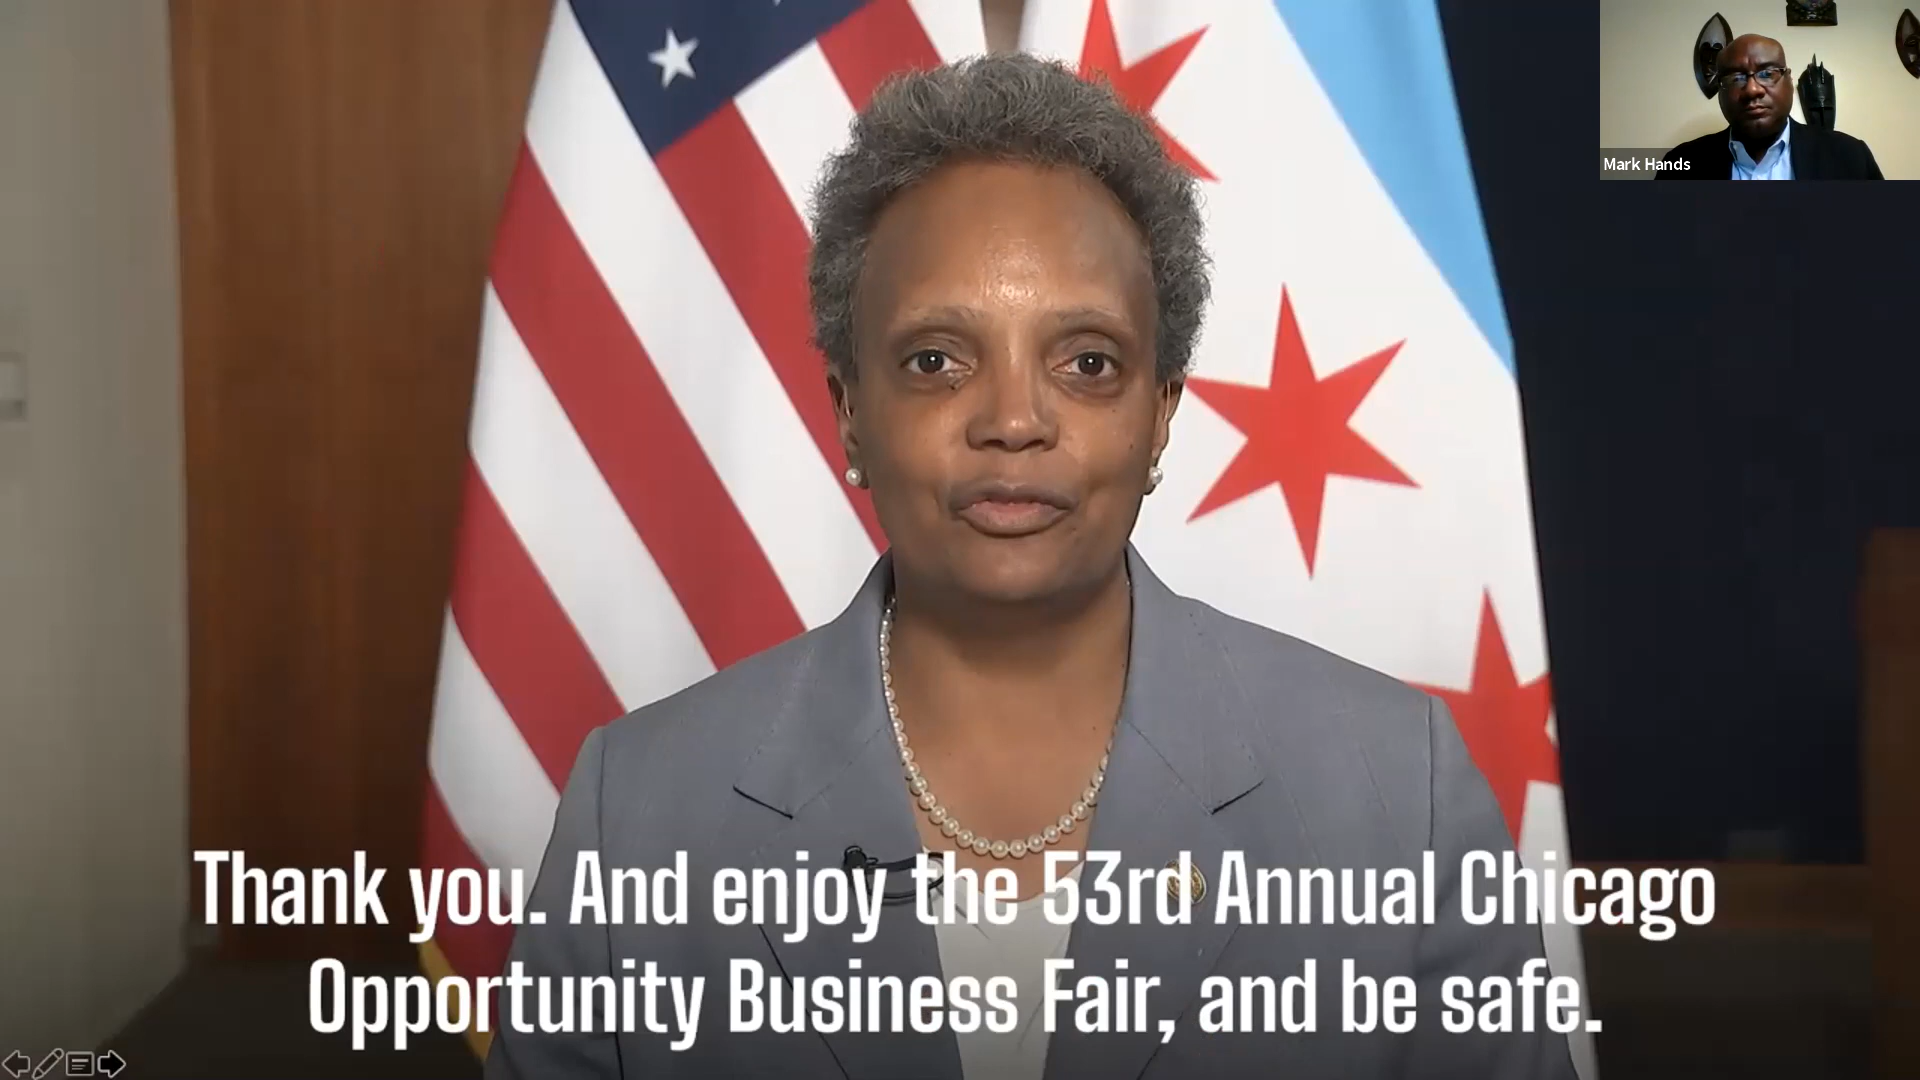 Mark Hands
Thank you. And enjoy the 53rd Annual Chicago
Opportunity Business Fair, and be safe.